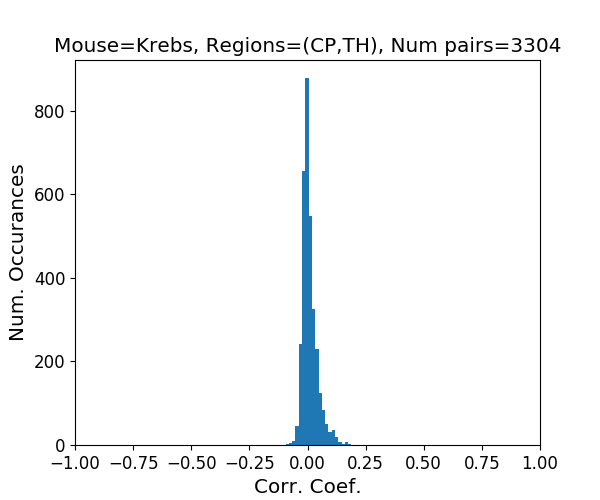 Mouse=Krebs, Regions=(CP,TH), Num pairs=3304
Num. Occurances
800
600
400
200
0
−1.00 −0.75 −0.50 −0.25 0.00 0.25 0.50 0.75 1.00
Corr. Coef.